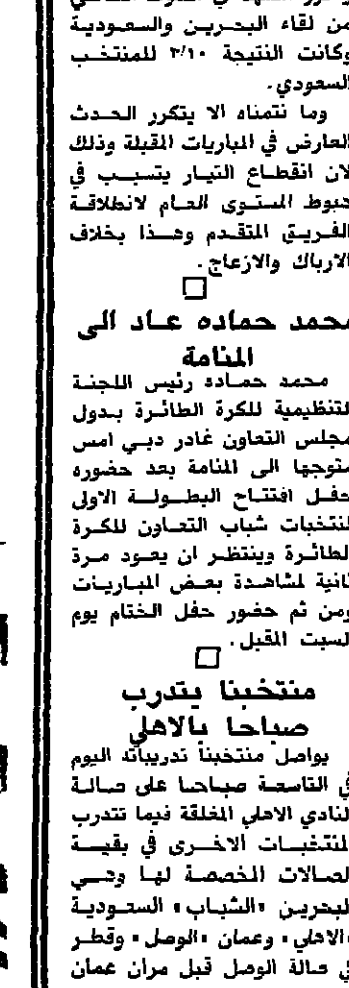 من لقاء البحرين والسعودية
وكانت النتيجة ٣/١٠ للمنتخب
السعودي.
وما نتمناه الا يتكرر الحدث
العارض في المباريات المقبلة وذلك
لان انقطاع التيار يتسبب في
هبوط المستوى العام لانطلاقة
الفريق المتقدم وهذا بخلاف
الارباك والازعاج.
محمد حماده عاد الى
المنامة
محمد حماده رئيس اللجنة
التنظيمية للكرة الطائرة بدول
مجلس التعاون غادر دبي امس
متوجها الى المنامة بعد حضوره
حفل افتتاح البطولة الاولى
لمنتخبات شباب التعاون للكرة
الطائرة وينتظر ان يعود مرة
ثانية لمشاهدة بعض المباريات
ومن ثم حضور حفل الختام يوم
السبت المقبل.
منتخبنا يتدرب
صباحا بالاهلي
يواصل منتخبنا تدريباته اليوم
في التاسعة صباحا على صالة
النادي الاهلي المغلقة فيما تتدرب
المنتخبات الاخرى في بقية
الصالات المخصصة لها وهي
البحرين «الشباب» السعودية
«الاهلي» وعمان «الوصل» وقطر
في صالة الوصل قبل مران عمان